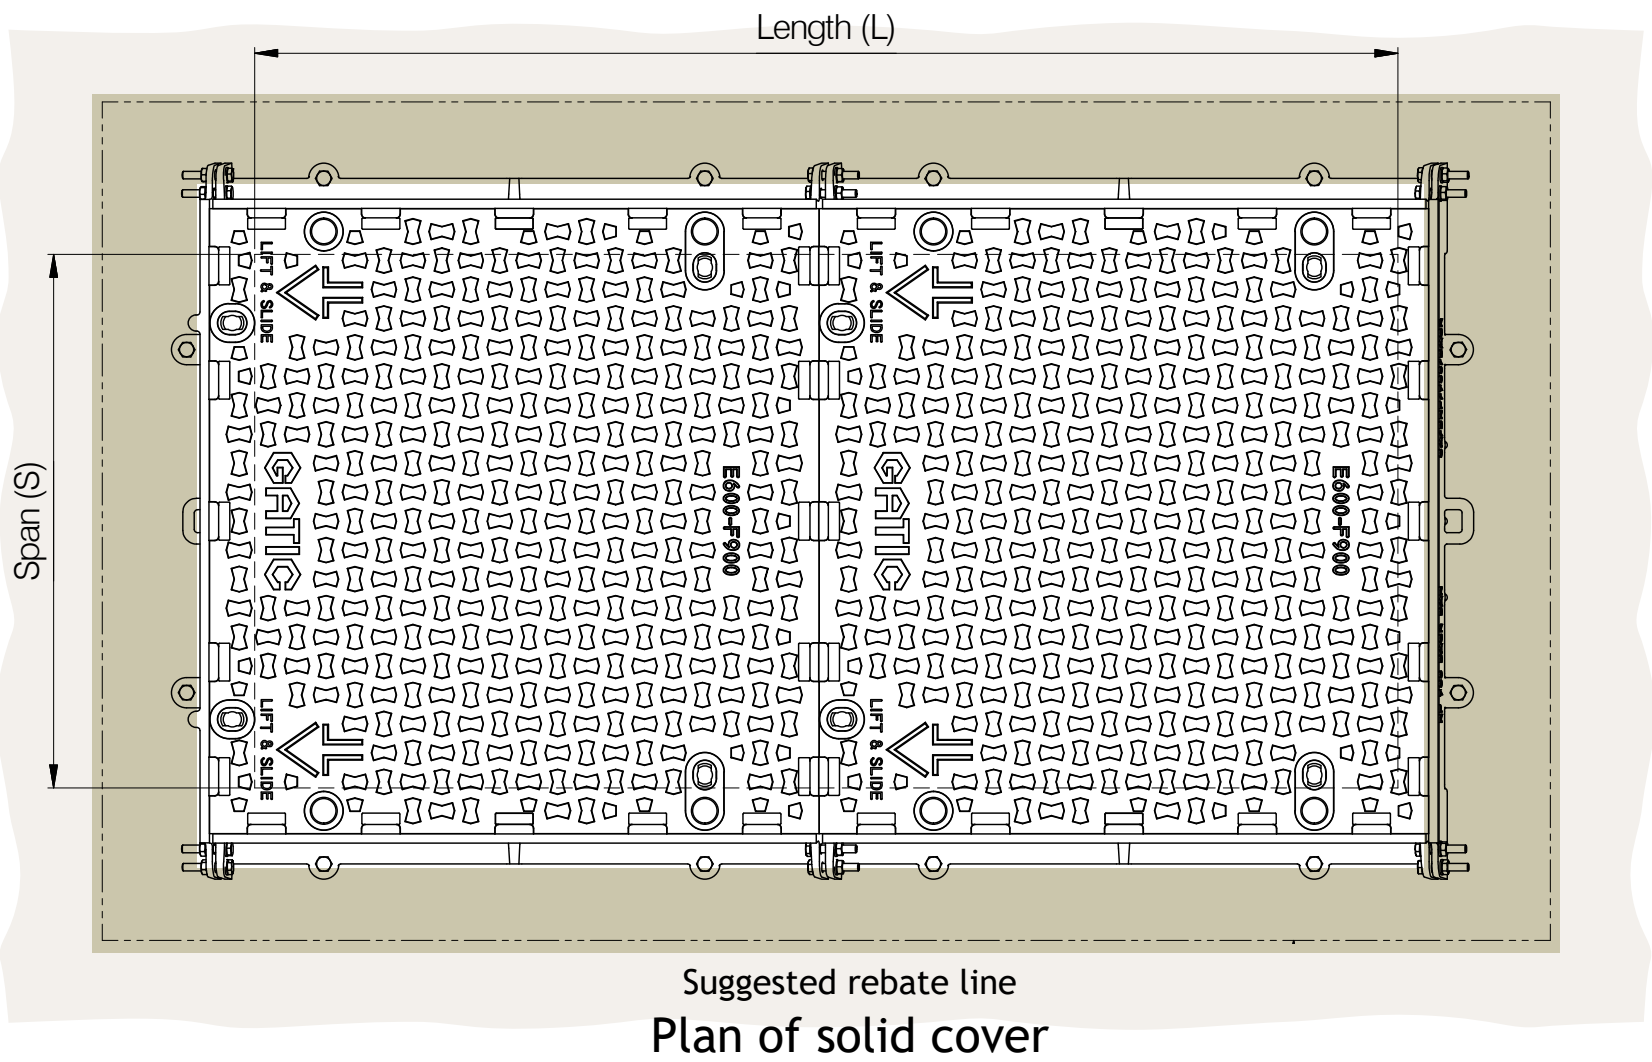 Length (L)
Span (S)
LIFT & SLIDE
LIFT & SLIDE
GATIC
E600-F900
GATIC
E600-F900
LIFT & SLIDE
LIFT & SLIDE
Suggested rebate line
Plan of solid cover